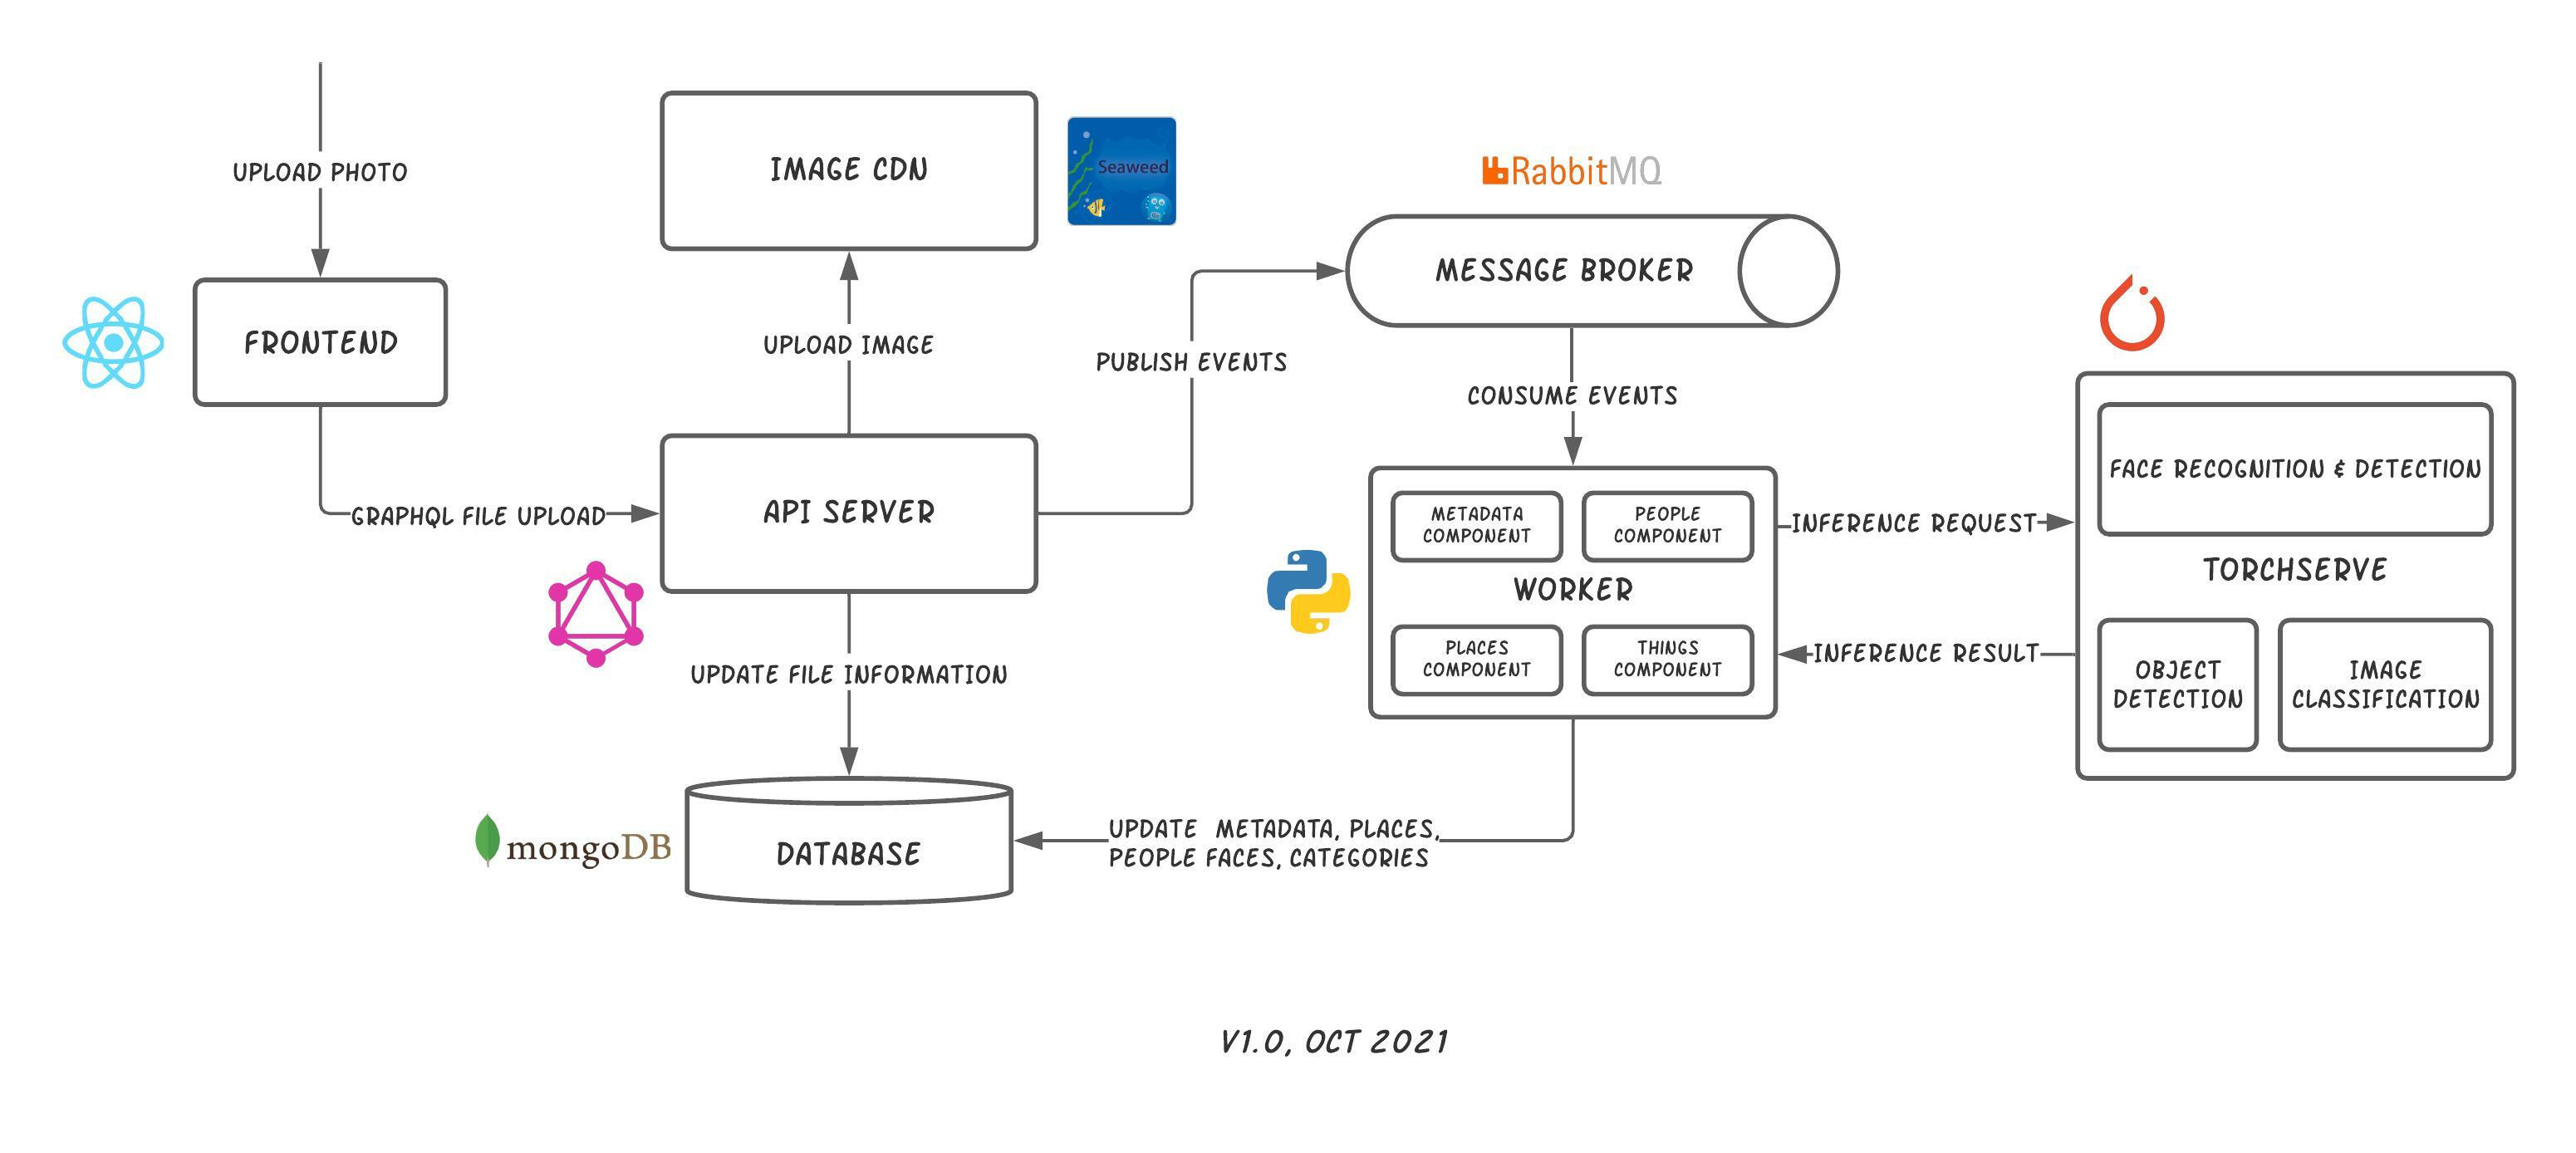 UPLOAD PHOTO
FRONTEND
GRAPHQL FILE UPLOAD
IMAGE CDN
Seaweed
UPLOAD IMAGE
API SERVER
UPDATE FILE INFORMATION
mongoDB
DATABASE
PUBLISH EVENTS
RabbitMQ
MESSAGE BROKER
CONSUME EVENTS
METADATA
COMPONENT
PEOPLE
COMPONENT
WORKER
PLACES
COMPONENT
THINGS
COMPONENT
UPDATE METADATA, PLACES,
PEOPLE FACES, CATEGORIES
INFERENCE REQUEST
INFERENCE RESULT
FACE RECOGNITION & DETECTION
TORCHSERVE
OBJECT
DETECTION
IMAGE
CLASSIFICATION
V1.0, OCT 2021